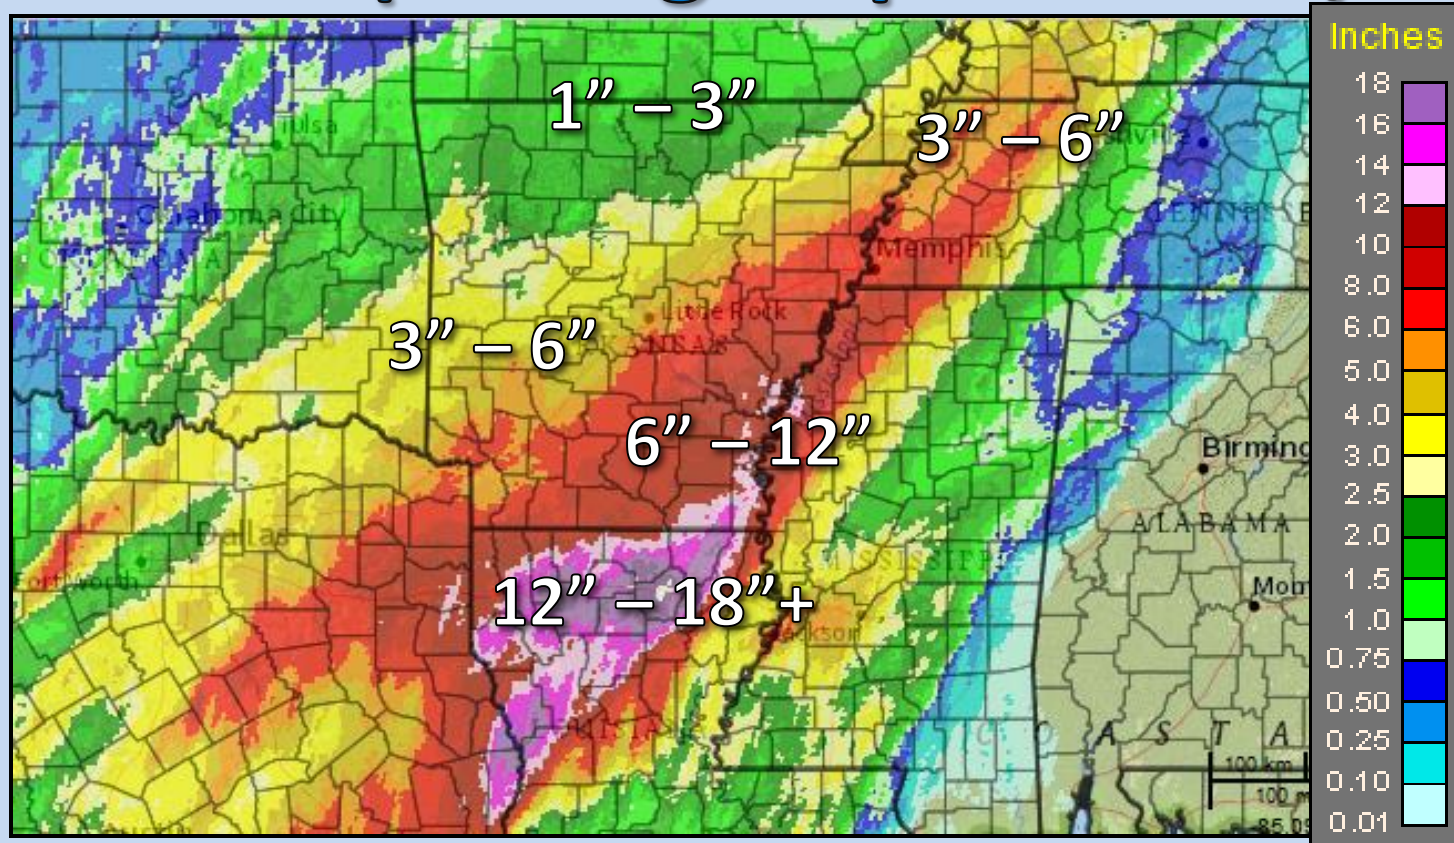 Inches
18
16
14
12
10
8.0
6.0
5.0
4.0
3.0
2.5
2.0
1.5
1.0
0.75
0.50
0.25
0.10
0.01
1” – 3”
3” – 6”
Tulsa
Oklahoma City
Memphis
Little Rock
3” – 6”
6” – 12”
Birming
ALABAMA
Dallas
Fort Worth
MISSISSIPPI
12” – 18”+
Mon
Jackson
C O A S T A
100 km
100 m